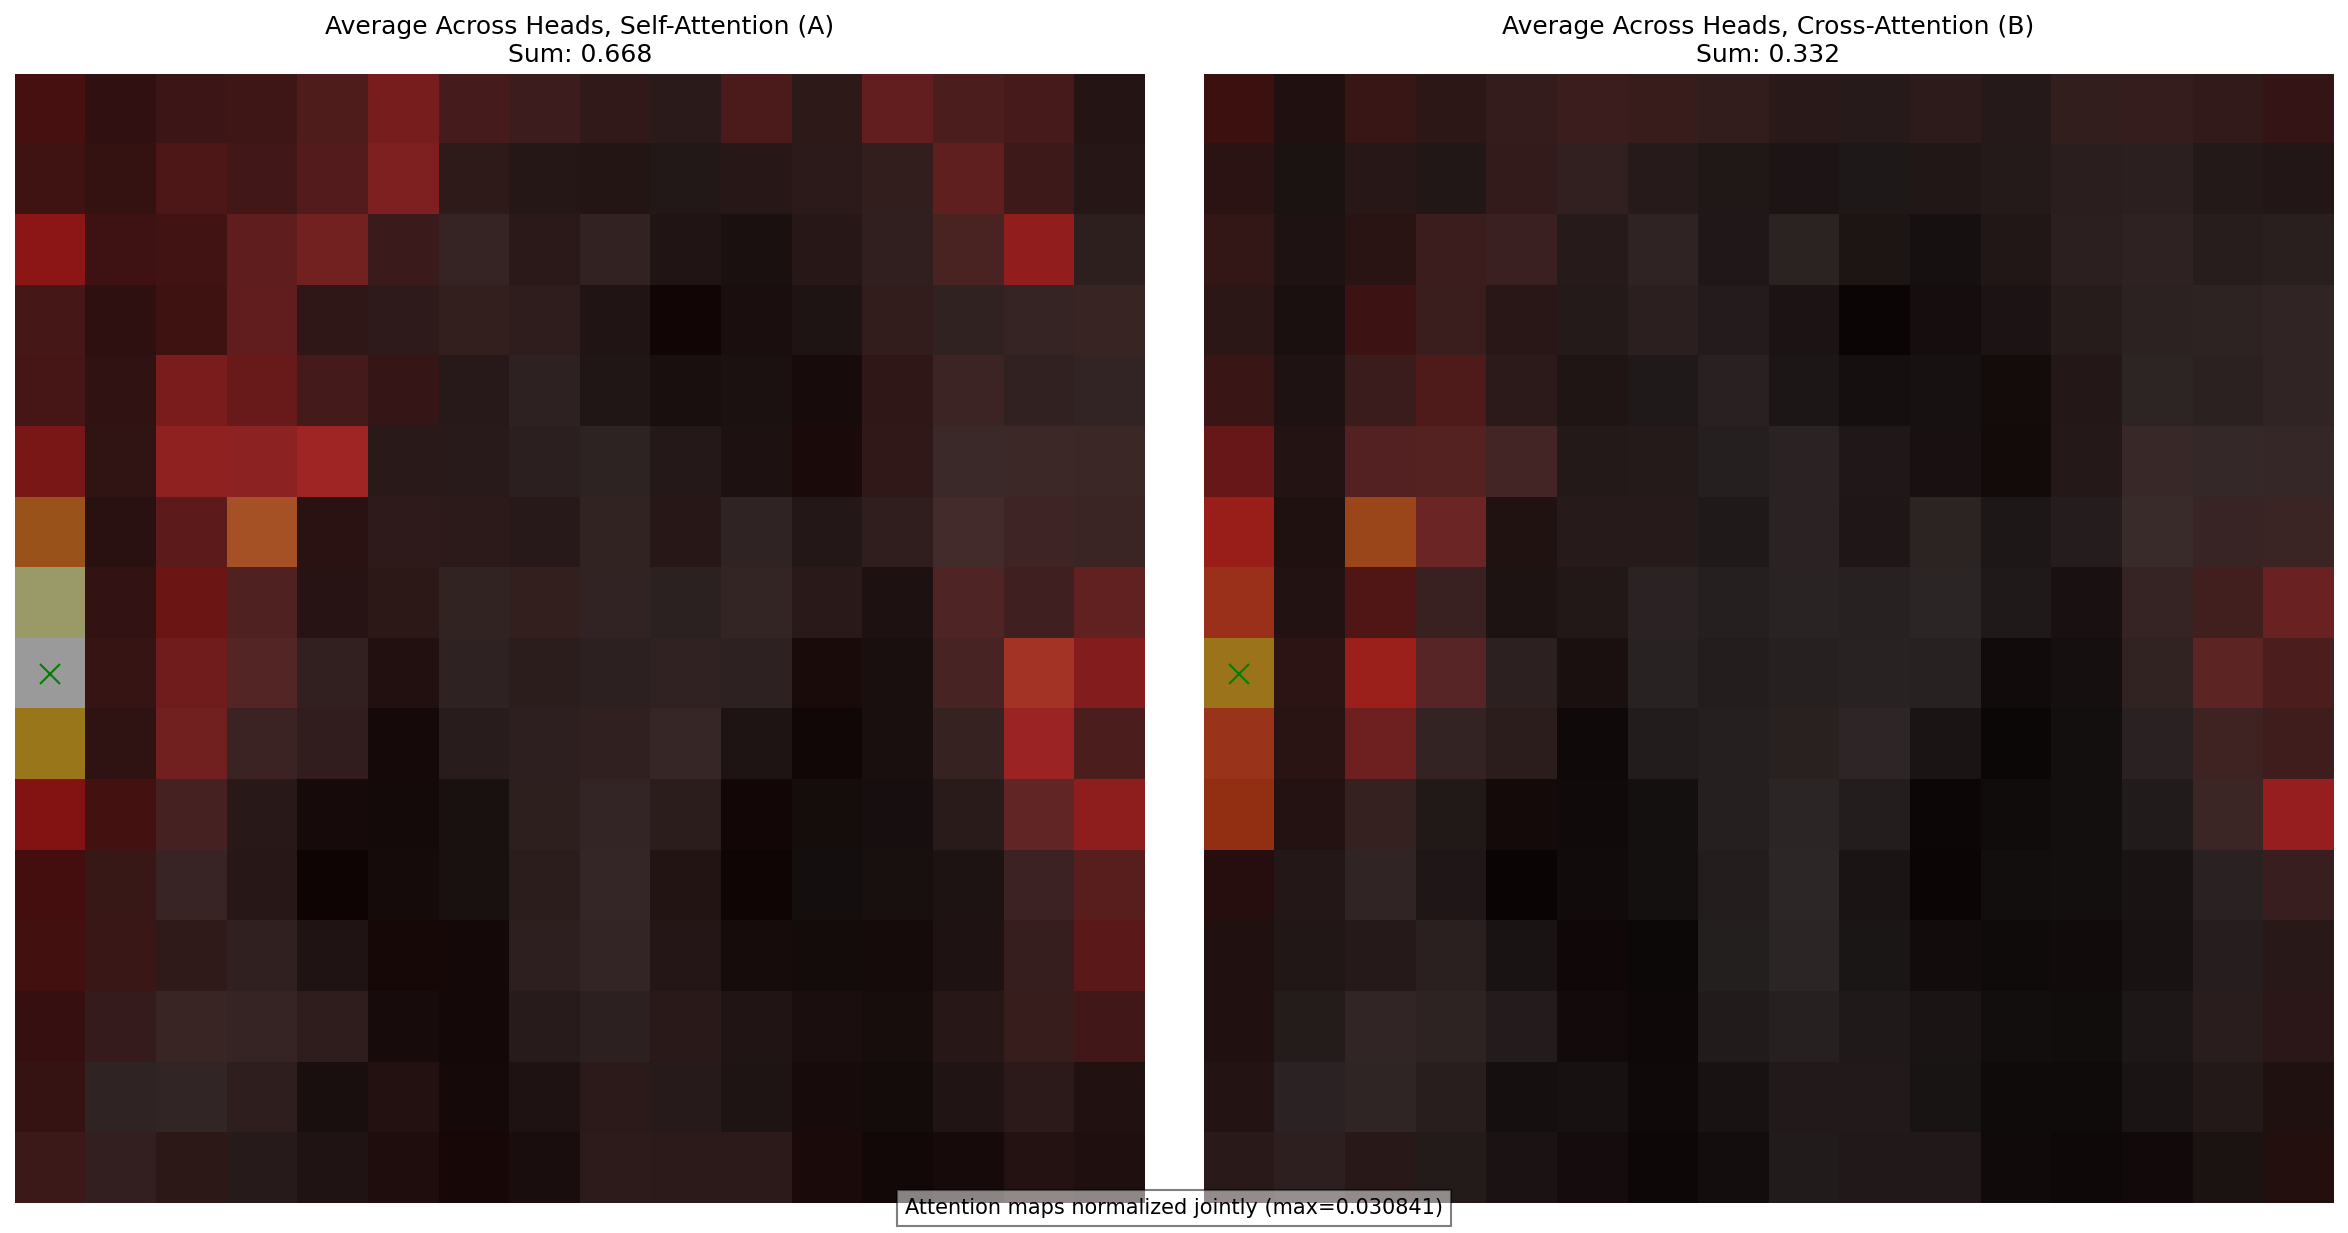 Average Across Heads, Self-Attention (A)
Sum: 0.668
Average Across Heads, Cross-Attention (B)
Sum: 0.332
Attention maps normalized jointly (max=0.030841)